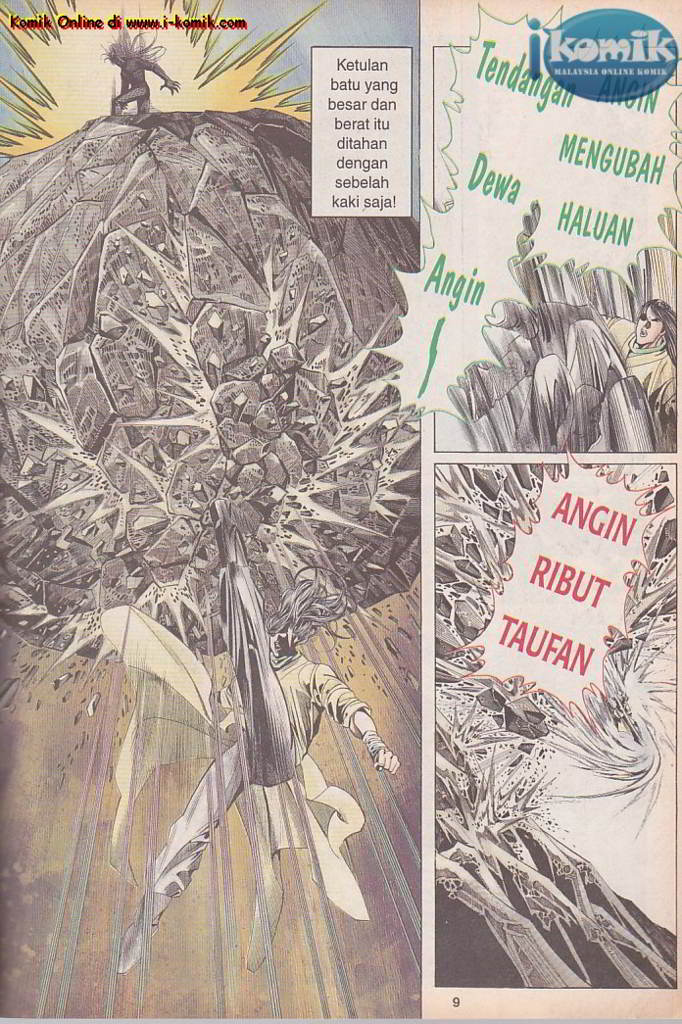 Komik Online di www.i-komik.com
Ketulan
batu yang
besar dan
berat itu
ditahan
dengan
sebelah
kaki saja!
ikomik
MALAYSIA ONLINE KOMIK
Tendangan
Dewa
Angin
!
ANGIN
MENGUBAH
HALUAN
ANGIN
RIBUT
TAUFAN
9